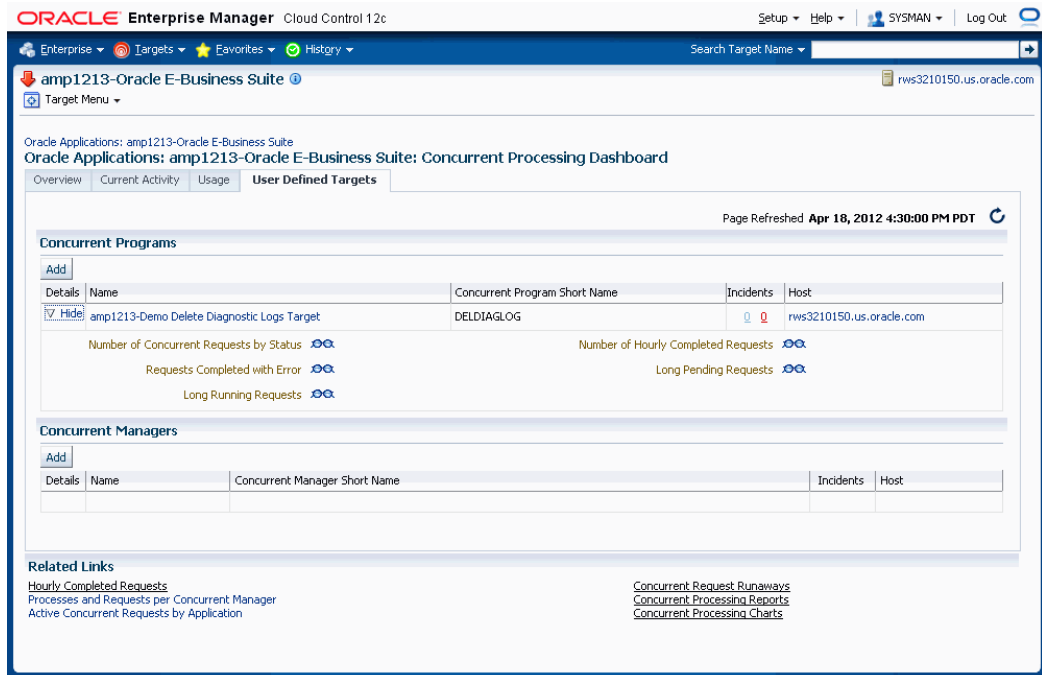 ORACLE Enterprise Manager Cloud Control 12c
Setup Help SYSMAN Log Out
Enterprise Targets Favorites History Search Target Name
amp1213-Oracle E-Business Suite rws3210150.us.oracle.com
Target Menu
Oracle Applications: amp1213-Oracle E-Business Suite
Oracle Applications: amp1213-Oracle E-Business Suite: Concurrent Processing Dashboard
Overview Current Activity Usage User Defined Targets
Page Refreshed Apr 18, 2012 4:30:00 PM PDT
Concurrent Programs
Add
Details Name Concurrent Program Short Name Incidents Host
Hide amp1213-Demo Delete Diagnostic Logs Target DELDIAGLOG 0 0 rws3210150.us.oracle.com
Number of Concurrent Requests by Status Number of Hourly Completed Requests
Requests Completed with Error Long Pending Requests
Long Running Requests
Concurrent Managers
Add
Details Name Concurrent Manager Short Name Incidents Host
Related Links
Hourly Completed Requests Concurrent Request Runaways
Processes and Requests per Concurrent Manager Concurrent Processing Reports
Active Concurrent Requests by Application Concurrent Processing Charts